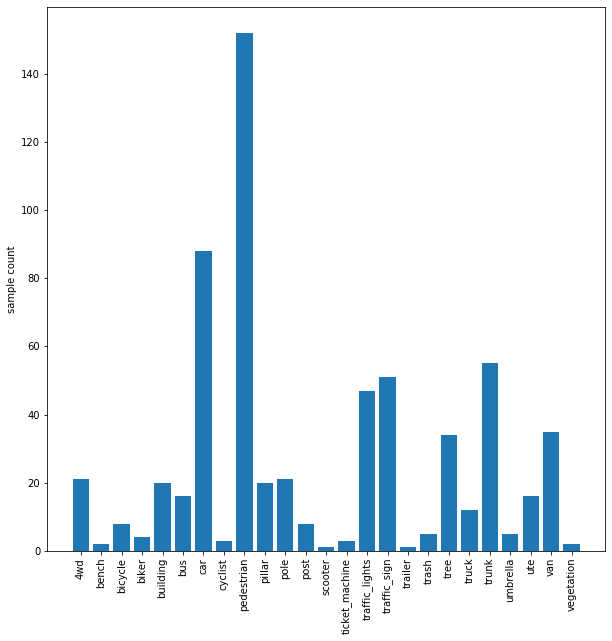 140
120
100
80
60
40
20
0
sample count
4wd
bench
bicycle
biker
building
bus
car
cyclist
pedestrian
pillar
pole
post
scooter
ticket_machine
traffic_lights
traffic_sign
trailer
trash
tree
truck
trunk
umbrella
ute
van
vegetation